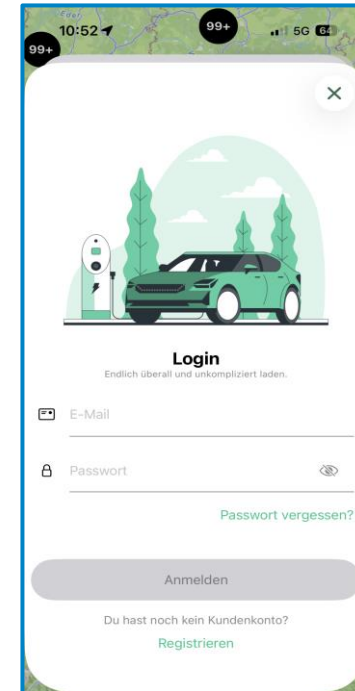 10:52
99+
5G 64
99+
Login
Endlich überall und unkompliziert laden.
E-Mail
Passwort
Passwort vergessen?
Anmelden
Du hast noch kein Kundenkonto?
Registrieren